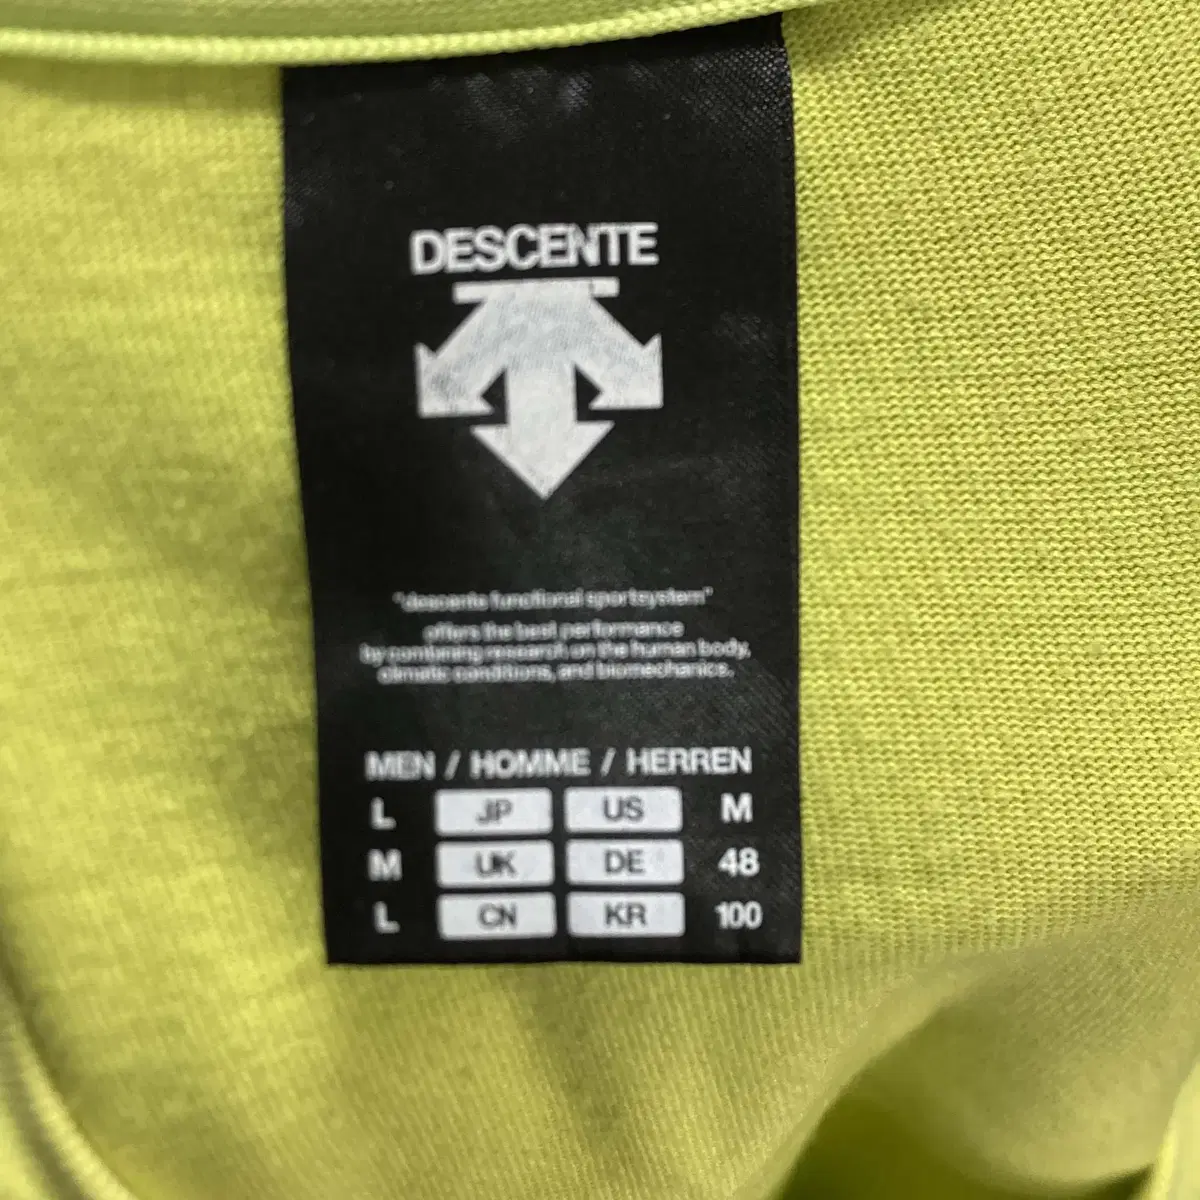 DESCENTE
"descente functional sportsystem"
offers the best performance
by combining research on the human body,
climatic conditions, and biomechanics.
MEN / HOMME / HERREN
L JP US M
M UK DE 48
L CN KR 100